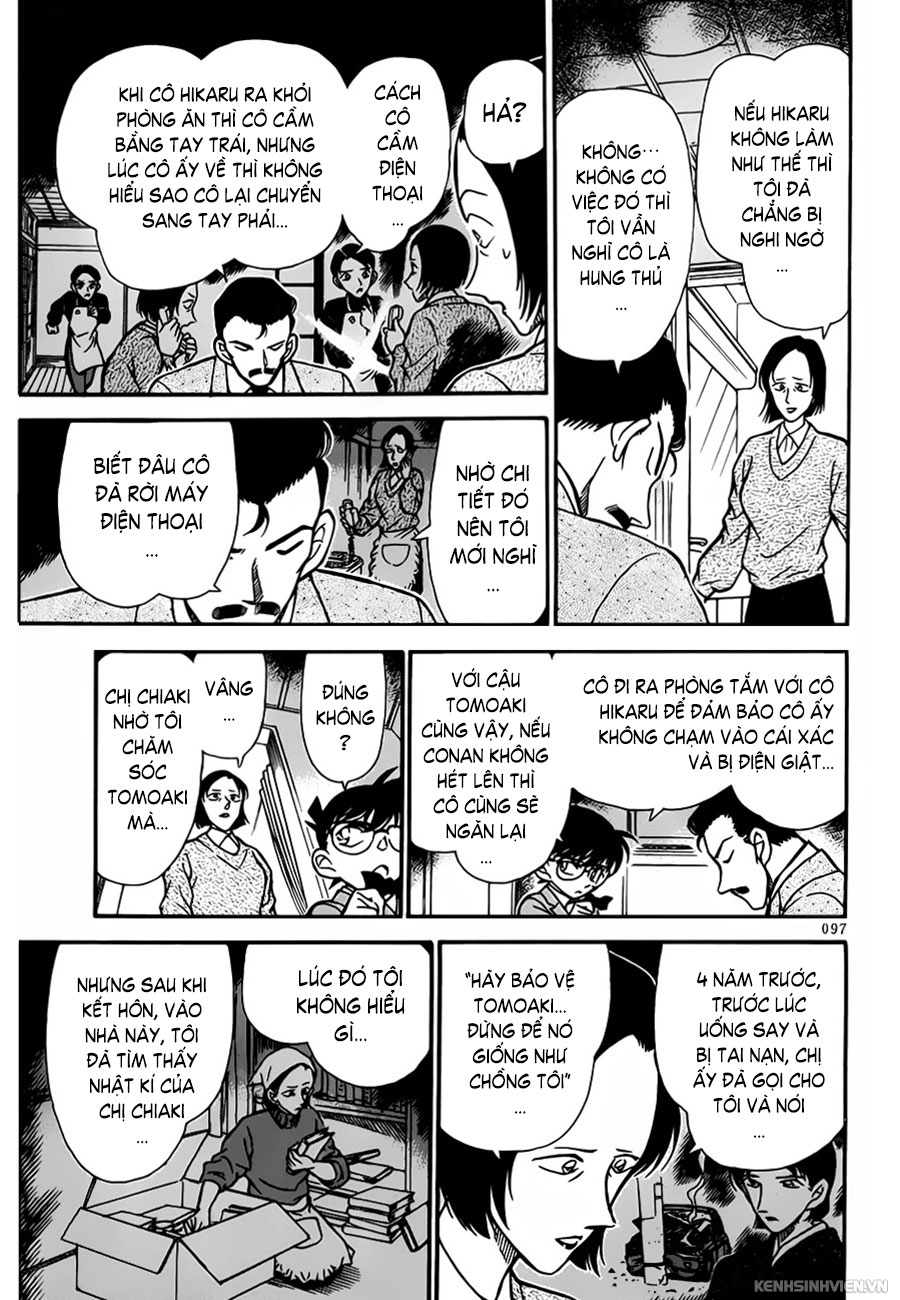 NẾU HIKARU
KHÔNG LÀM
NHƯ THẾ THÌ
TÔI ĐÃ
CHẲNG BỊ
NGHI NGỜ
...
KHÔNG...
KHÔNG CÓ
VIỆC ĐÓ THÌ
TÔI VẪN
NGHĨ CÔ LÀ
HUNG THỦ
...
HẢ?
CÁCH
CÔ
CẦM
ĐIỆN
THOẠI
...
KHI CÔ HIKARU RA KHỎI
PHÒNG ĂN THÌ CÔ CẦM
BẰNG TAY TRÁI, NHƯNG
LÚC CÔ ẤY VỀ THÌ KHÔNG
HIỂU SAO CÔ LẠI CHUYỂN
SANG TAY PHẢI...
NHỜ CHI
TIẾT ĐÓ
NÊN TÔI
MỚI NGHĨ
...
BIẾT ĐÂU CÔ
ĐÃ RỜI MÁY
ĐIỆN THOẠI
...
CÔ ĐI RA PHÒNG TẮM VỚI CÔ
HIKARU ĐỂ ĐẢM BẢO CÔ ẤY
KHÔNG CHẠM VÀO CÁI XÁC
VÀ BỊ ĐIỆN GIẬT...
VỚI CẬU
TOMOAKI
CŨNG VẬY, NẾU
CONAN KHÔNG
HÉT LÊN THÌ
CÔ CŨNG SẼ
NGĂN LẠI
...
ĐÚNG
KHÔNG
?
VÂNG
...
CHỊ CHIAKI
NHỜ TÔI
CHĂM
SÓC
TOMOAKI
MÀ...
097
4 NĂM TRƯỚC,
TRƯỚC LÚC
UỐNG SAY VÀ
BỊ TAI NẠN, CHỊ
ẤY ĐÃ GỌI CHO
TÔI VÀ NÓI
...
"HÃY BẢO VỆ
TOMOAKI...
ĐỪNG ĐỂ NÓ
GIỐNG NHƯ
CHỒNG TÔI"
...
LÚC ĐÓ TÔI
KHÔNG HIỂU
GÌ...
NHƯNG SAU KHI
KẾT HÔN, VÀO
NHÀ NÀY, TÔI
ĐÃ TÌM THẤY
NHẬT KÍ CỦA
CHỊ CHIAKI
...
KENHSINHVIEN.VN